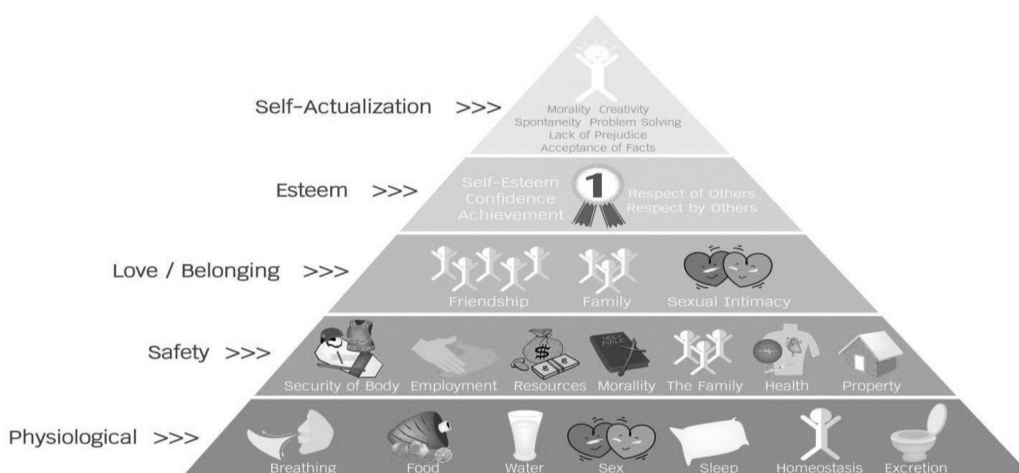 Self-Actualization >>>
Morality Creativity
Spontaneity Problem Solving
Lack of Prejudice
Acceptance of Facts
Esteem >>>
Self-Esteem
Confidence
Achievement
1
Respect of Others
Respect by Others
Love / Belonging >>>
Friendship Family Sexual Intimacy
Safety >>>
$
Security of Body Employment Resources Morallity The Family Health Property
Physiological >>>
Breathing Food Water Sex Sleep Homeostasis Excretion